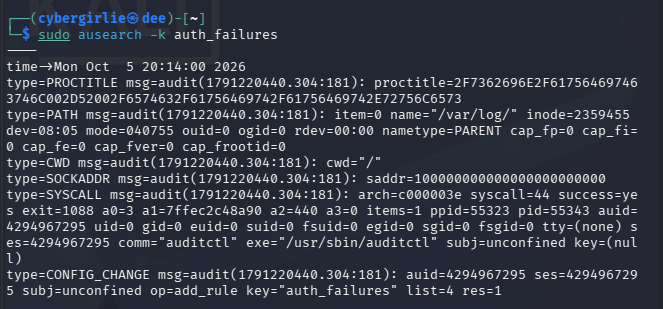 ┌──(cybergirlie㉿dee)-[~]
└─$ sudo ausearch -k auth_failures
----
time->Mon Oct  5 20:14:00 2026
type=PROCTITLE msg=audit(1791220440.304:181): proctitle=2F7362696E2F617564697463
3746C002D52002F6574632F61756469742F61756469742E72756C6573
type=PATH msg=audit(1791220440.304:181): item=0 name="/var/log/" inode=2359455
dev=08:05 mode=040755 ouid=0 ogid=0 rdev=00:00 nametype=PARENT cap_fp=0 cap_fi=
0 cap_fe=0 cap_fver=0 cap_frootid=0
type=CWD msg=audit(1791220440.304:181): cwd="/"
type=SOCKADDR msg=audit(1791220440.304:181): saddr=100000000000000000000000
type=SYSCALL msg=audit(1791220440.304:181): arch=c000003e syscall=44 success=ye
s exit=1088 a0=3 a1=7ffec2c48a90 a2=440 a3=0 items=1 ppid=55323 pid=55343 auid=
4294967295 uid=0 gid=0 euid=0 suid=0 fsuid=0 egid=0 sgid=0 fsgid=0 tty=(none) s
es=4294967295 comm="auditctl" exe="/usr/sbin/auditctl" subj=unconfined key=(nul
l)
type=CONFIG_CHANGE msg=audit(1791220440.304:181): auid=4294967295 ses=429496729
5 subj=unconfined op=add_rule key="auth_failures" list=4 res=1